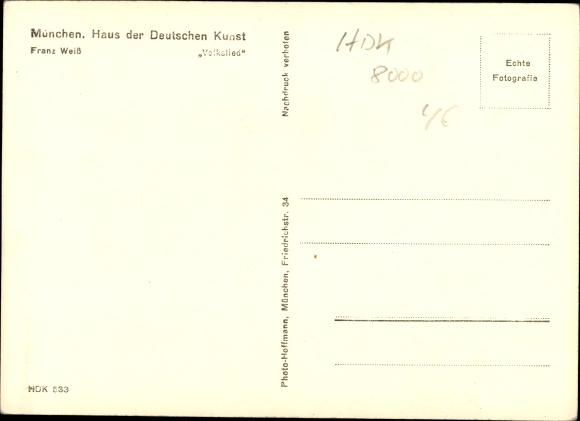 München. Haus der Deutschen Kunst
Franz Weiß „Volkslied"
Nachdruck verboten
HDK
8000
4€
Echte
Fotografie
Photo-Hoffmann, München, Friedrichstr. 34
HDK 533